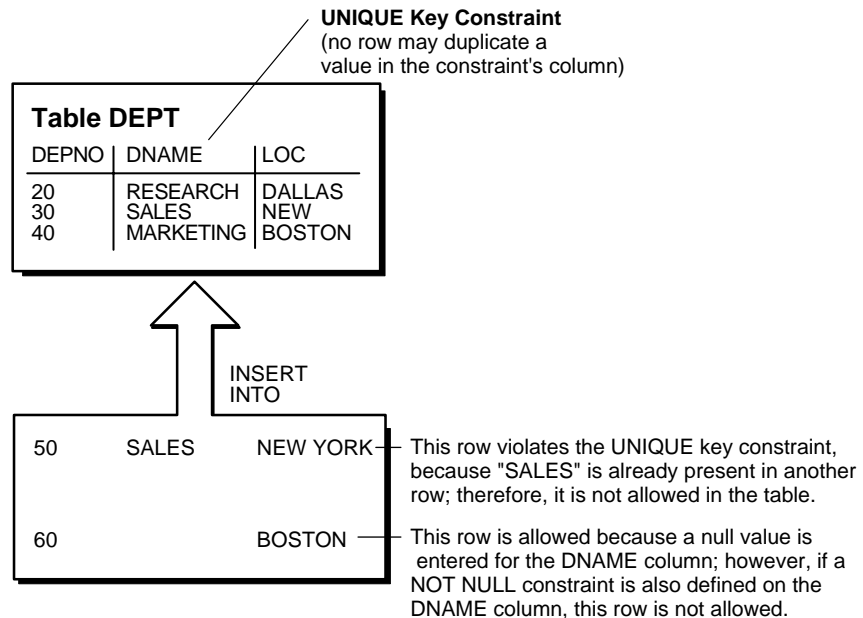 UNIQUE Key Constraint
(no row may duplicate a
value in the constraint's column)
Table DEPT
DEPNO DNAME LOC
20 RESEARCH DALLAS
30 SALES NEW
40 MARKETING BOSTON
INSERT
INTO
50 SALES NEW YORK
This row violates the UNIQUE key constraint,
because "SALES" is already present in another
row; therefore, it is not allowed in the table.
60 BOSTON
This row is allowed because a null value is
entered for the DNAME column; however, if a
NOT NULL constraint is also defined on the
DNAME column, this row is not allowed.